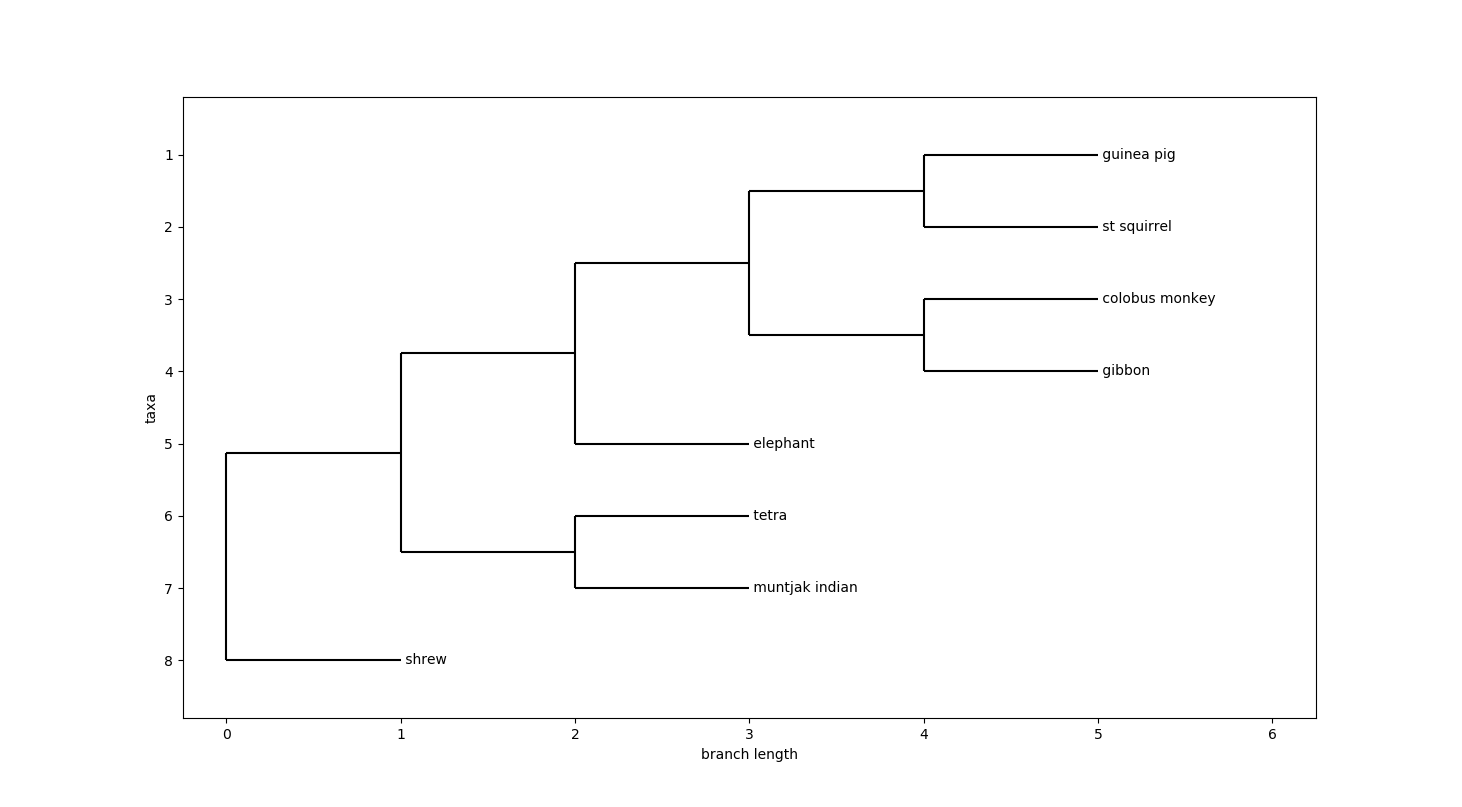 1
guinea pig
2
st squirrel
3
colobus monkey
4
gibbon
taxa
5
elephant
6
tetra
7
muntjak indian
8
shrew
0 1 2 3 4 5 6
branch length